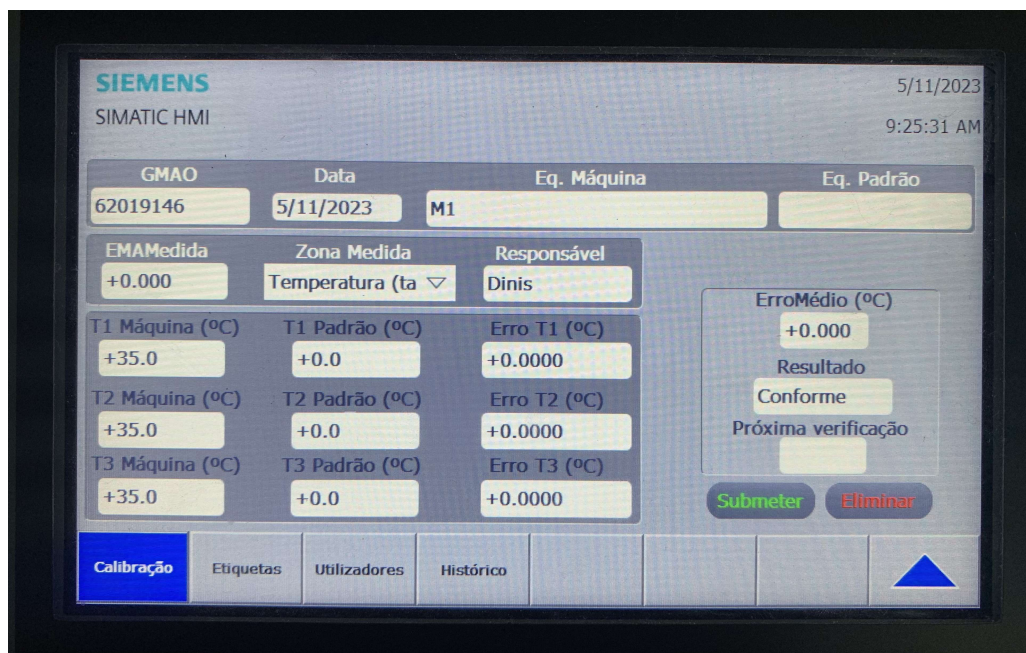 SIEMENS
5/11/2023
SIMATIC HMI
9:25:31 AM
GMAO Data Eq. Máquina Eq. Padrão
62019146 5/11/2023 M1
EMAMedida Zona Medida Responsável
+0.000 Temperatura (ta Dinis
ErroMédio (ºC)
+0.000
Resultado
Conforme
Próxima verificação
T1 Máquina (ºC) T1 Padrão (ºC) Erro T1 (ºC)
+35.0 +0.0 +0.0000
T2 Máquina (ºC) T2 Padrão (ºC) Erro T2 (ºC)
+35.0 +0.0 +0.0000
T3 Máquina (ºC) T3 Padrão (ºC) Erro T3 (ºC)
+35.0 +0.0 +0.0000
Submeter Eliminar
Calibração Etiquetas Utilizadores Histórico